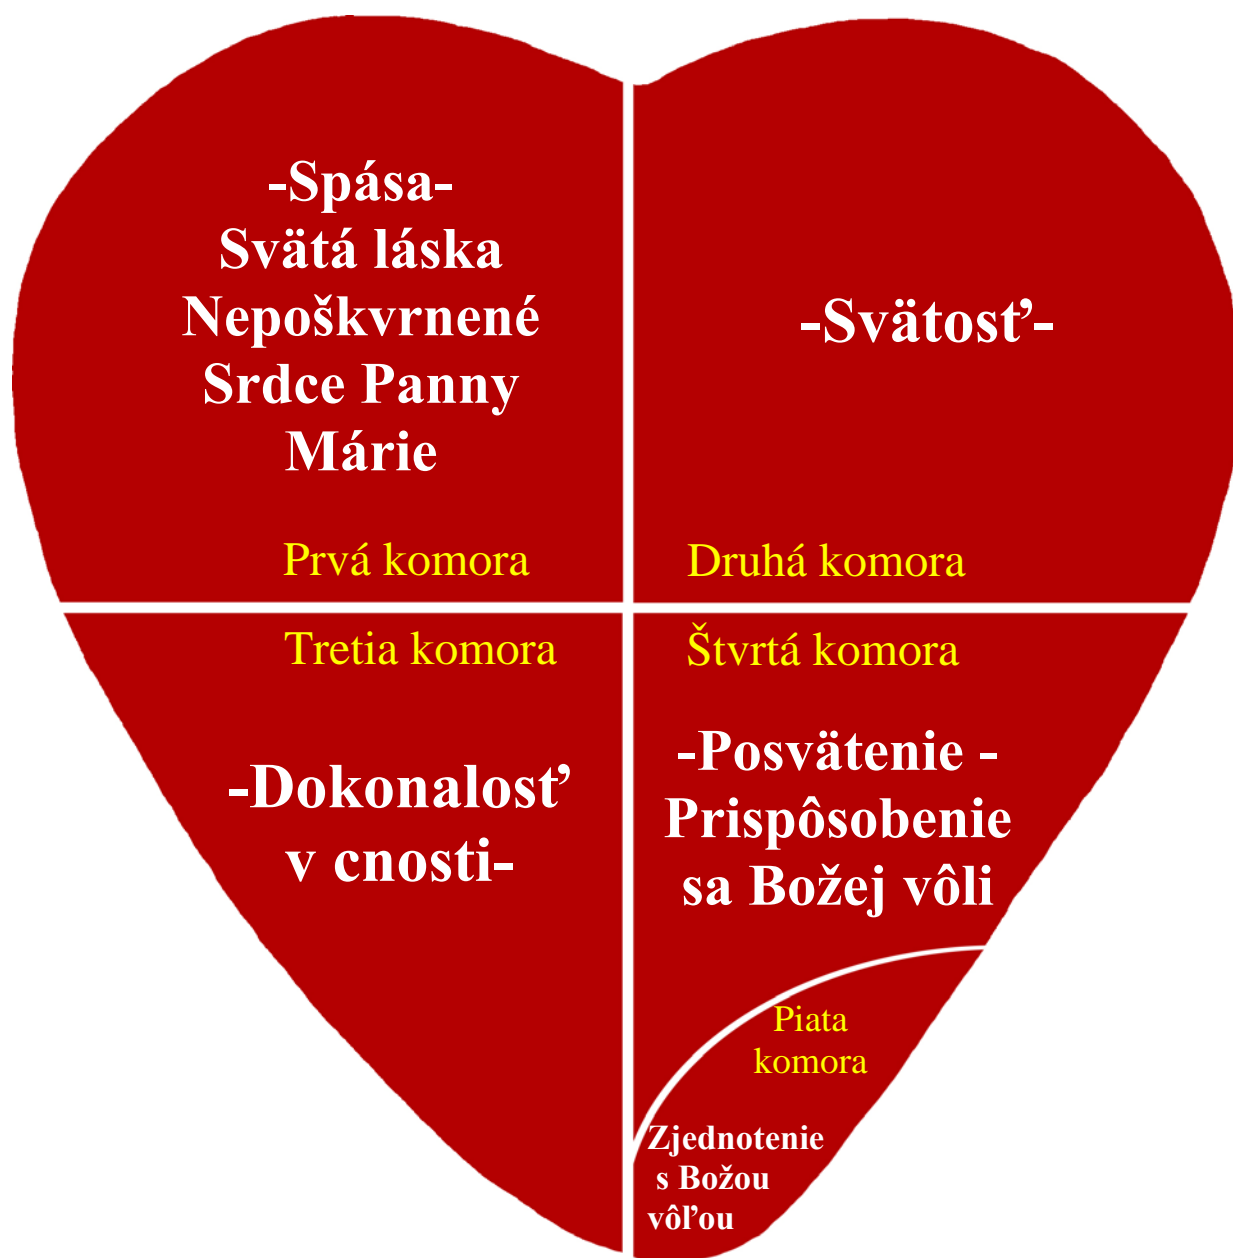 -Spása-
Svätá láska
Nepoškvrnené
Srdce Panny
Márie
Prvá komora
-Svätosť-
Druhá komora
Tretia komora
-Dokonalosť
v cnosti-
Štvrtá komora
-Posvätenie -
Prispôsobenie
sa Božej vôli
Piata
komora
Zjednotenie
s Božou
vôľou